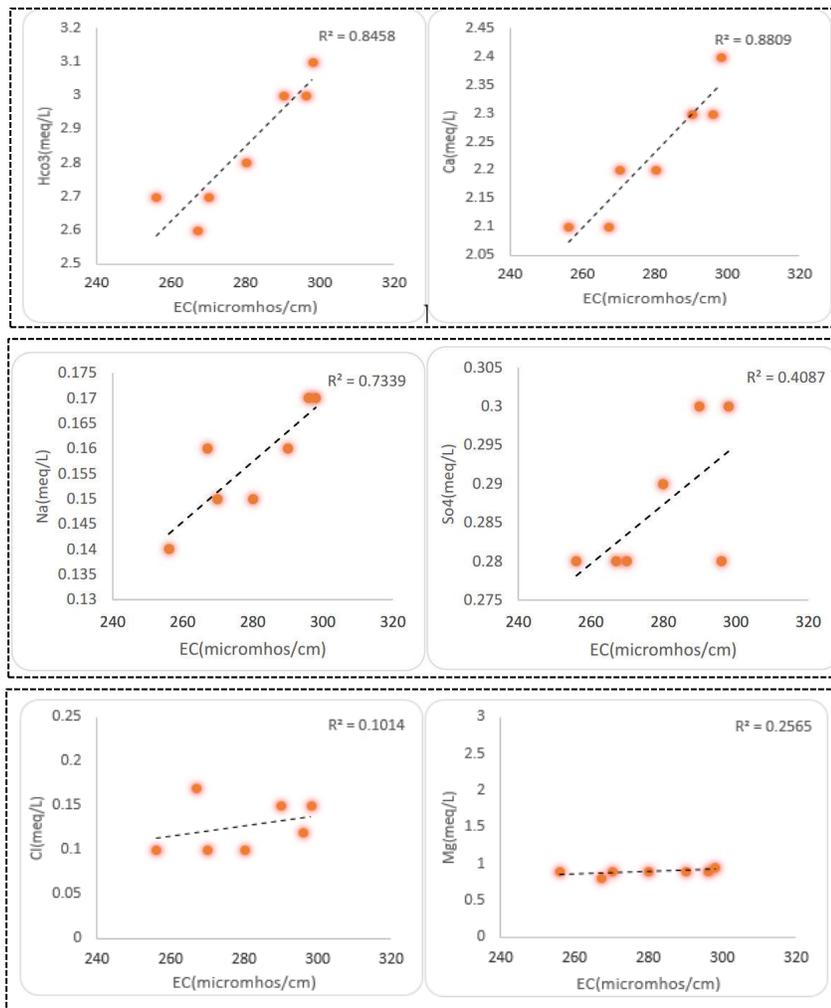 R² = 0.8458
3.2
3.1
3
2.9
2.8
2.7
2.6
2.5
Hco3(meq/L)
240 260 280 300 320
EC(micromhos/cm)
R² = 0.8809
2.45
2.4
2.35
2.3
2.25
2.2
2.15
2.1
2.05
Ca(meq/L)
240 260 280 300 320
EC(micromhos/cm)
R² = 0.7339
0.175
0.17
0.165
0.16
0.155
0.15
0.145
0.14
0.135
0.13
Na(meq/L)
240 260 280 300 320
EC(micromhos/cm)
R² = 0.4087
0.305
0.3
0.295
0.29
0.285
0.28
0.275
So4(meq/L)
240 260 280 300 320
EC(micromhos/cm)
R² = 0.1014
0.25
0.2
0.15
0.1
0.05
0
Cl(meq/L)
240 260 280 300 320
EC(micromhos/cm)
R² = 0.2565
3
2.5
2
1.5
1
0.5
0
Mg(meq/L)
240 260 280 300 320
EC(micromhos/cm)